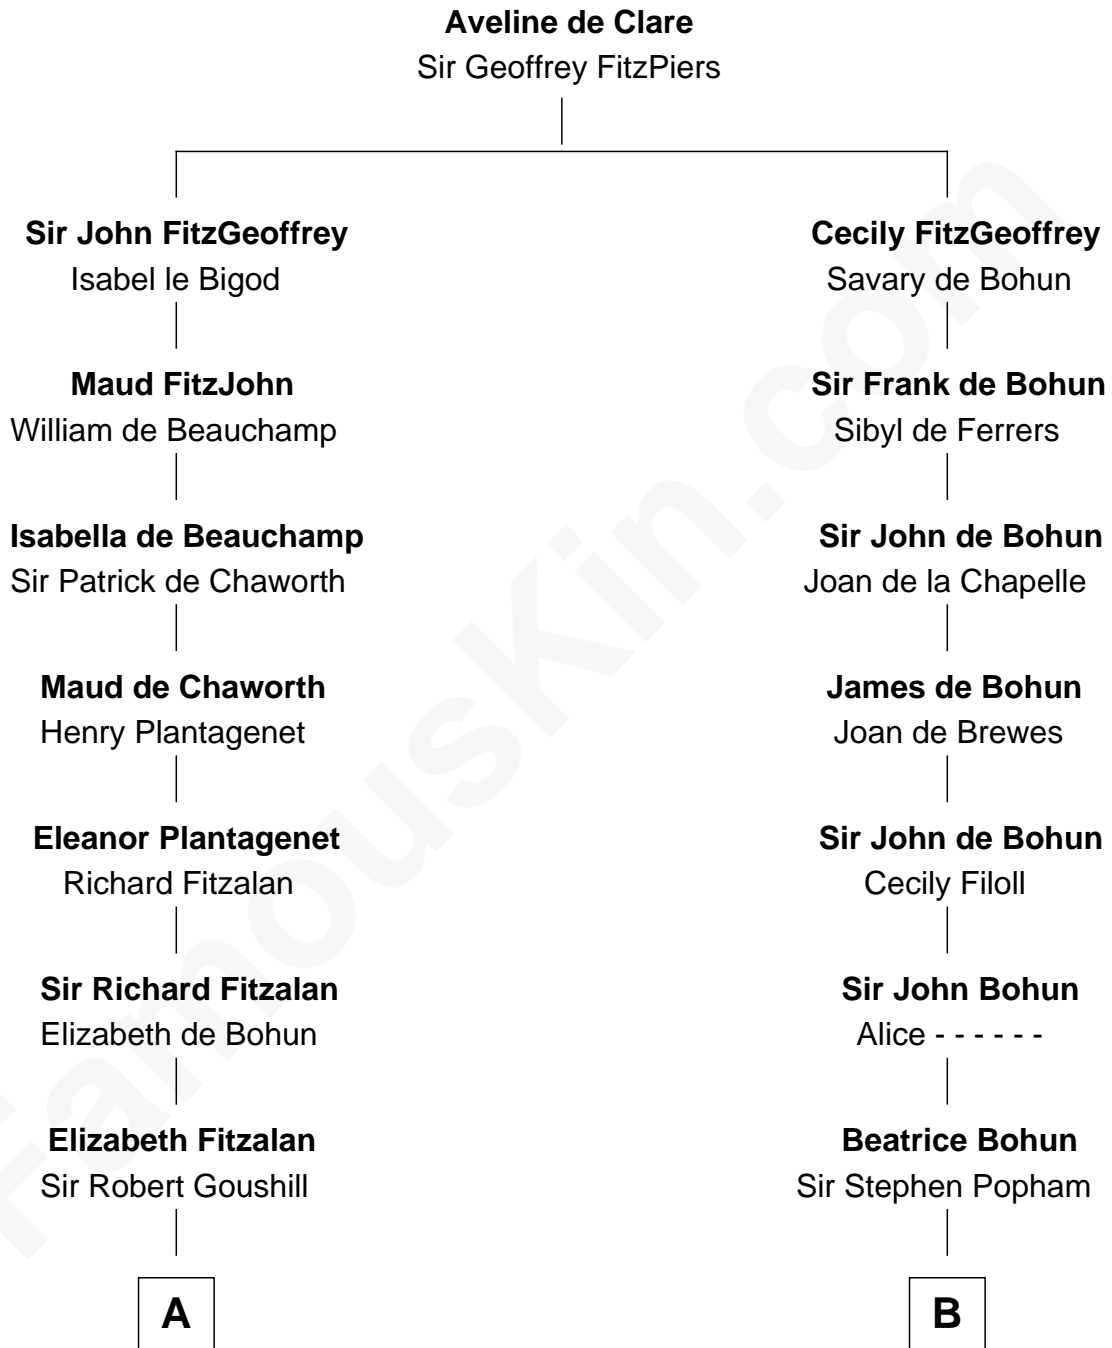 Aveline de Clare
Sir Geoffrey FitzPiers
Sir John FitzGeoffrey
Isabel le Bigod
Maud FitzJohn
William de Beauchamp
Isabella de Beauchamp
Sir Patrick de Chaworth
Maud de Chaworth
Henry Plantagenet
Eleanor Plantagenet
Richard Fitzalan
Sir Richard Fitzalan
Elizabeth de Bohun
Elizabeth Fitzalan
Sir Robert Goushill
A
Cecily FitzGeoffrey
Savary de Bohun
Sir Frank de Bohun
Sibyl de Ferrers
Sir John de Bohun
Joan de la Chapelle
James de Bohun
Joan de Brewes
Sir John de Bohun
Cecily Filoll
Sir John Bohun
Alice - - - - - -
Beatrice Bohun
Sir Stephen Popham
B
FamousKin.com